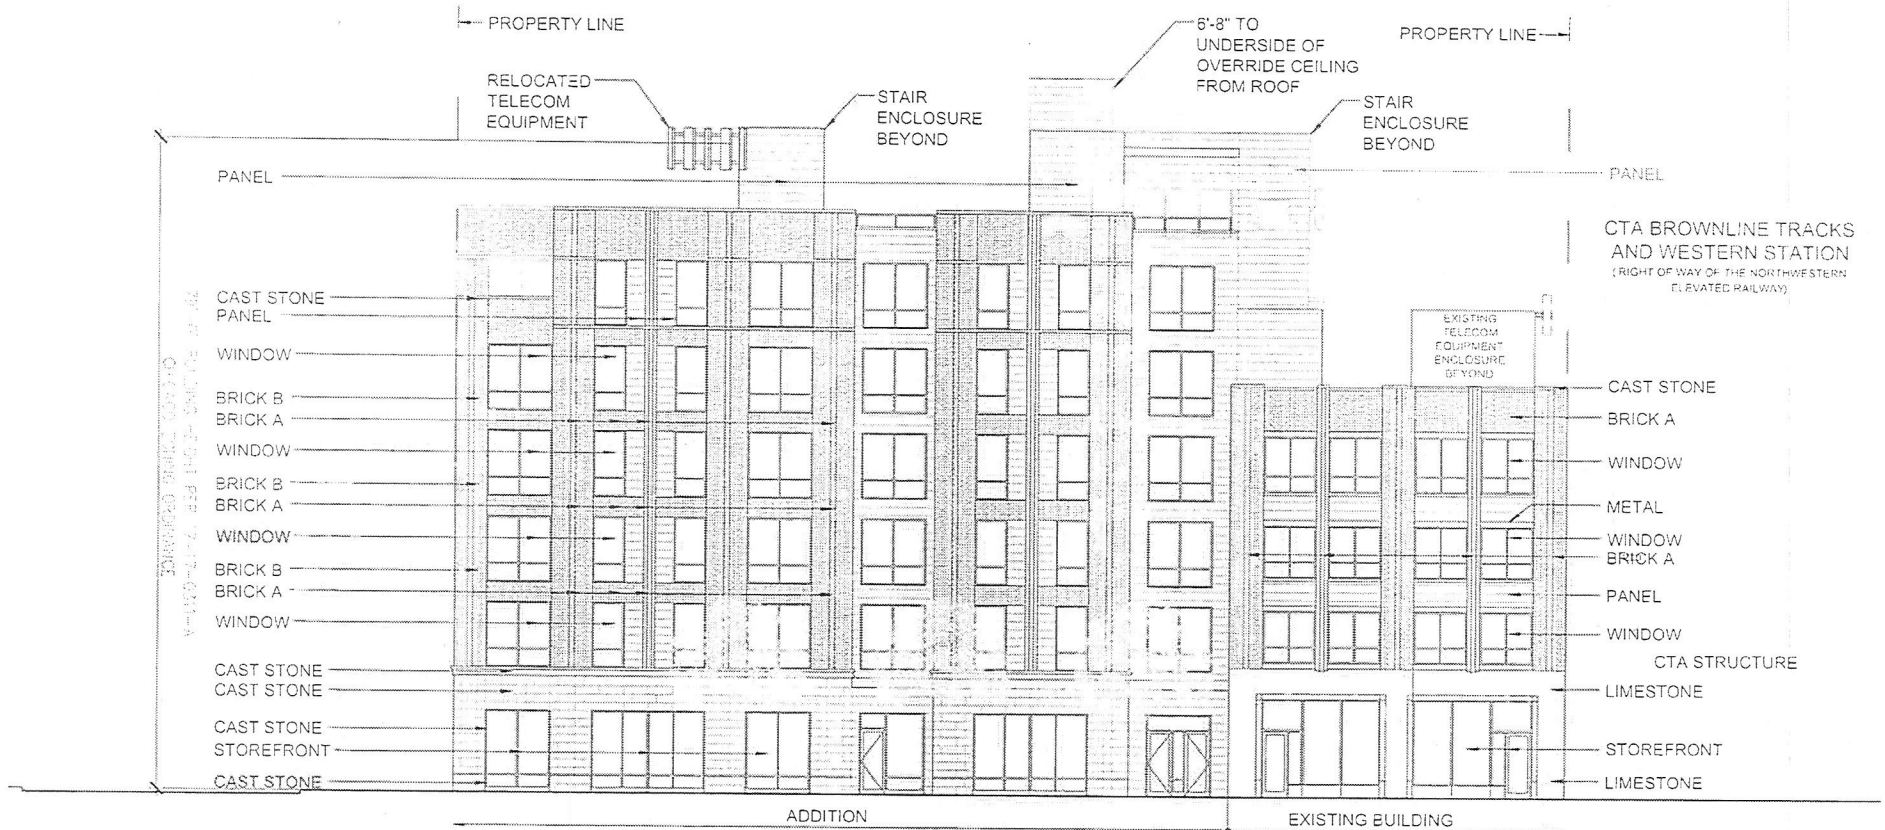 PROPERTY LINE
6'-8" TO
UNDERSIDE OF
OVERRIDE CEILING
FROM ROOF
PROPERTY LINE
RELOCATED
TELECOM
EQUIPMENT
STAIR
ENCLOSURE
BEYOND
STAIR
ENCLOSURE
BEYOND
PANEL
PANEL
CTA BROWNLINE TRACKS
AND WESTERN STATION
(RIGHT OF WAY OF THE NORTHWESTERN
ELEVATED RAILWAY)
CAST STONE
PANEL
WINDOW
BRICK B
BRICK A
WINDOW
BRICK B
BRICK A
WINDOW
BRICK B
BRICK A
WINDOW
CAST STONE
CAST STONE
CAST STONE
STOREFRONT
CAST STONE
EXISTING
TELECOM
EQUIPMENT
ENCLOSURE
BEYOND
CAST STONE
BRICK A
WINDOW
METAL
WINDOW
BRICK A
PANEL
WINDOW
CTA STRUCTURE
LIMESTONE
STOREFRONT
LIMESTONE
ADDITION
EXISTING BUILDING